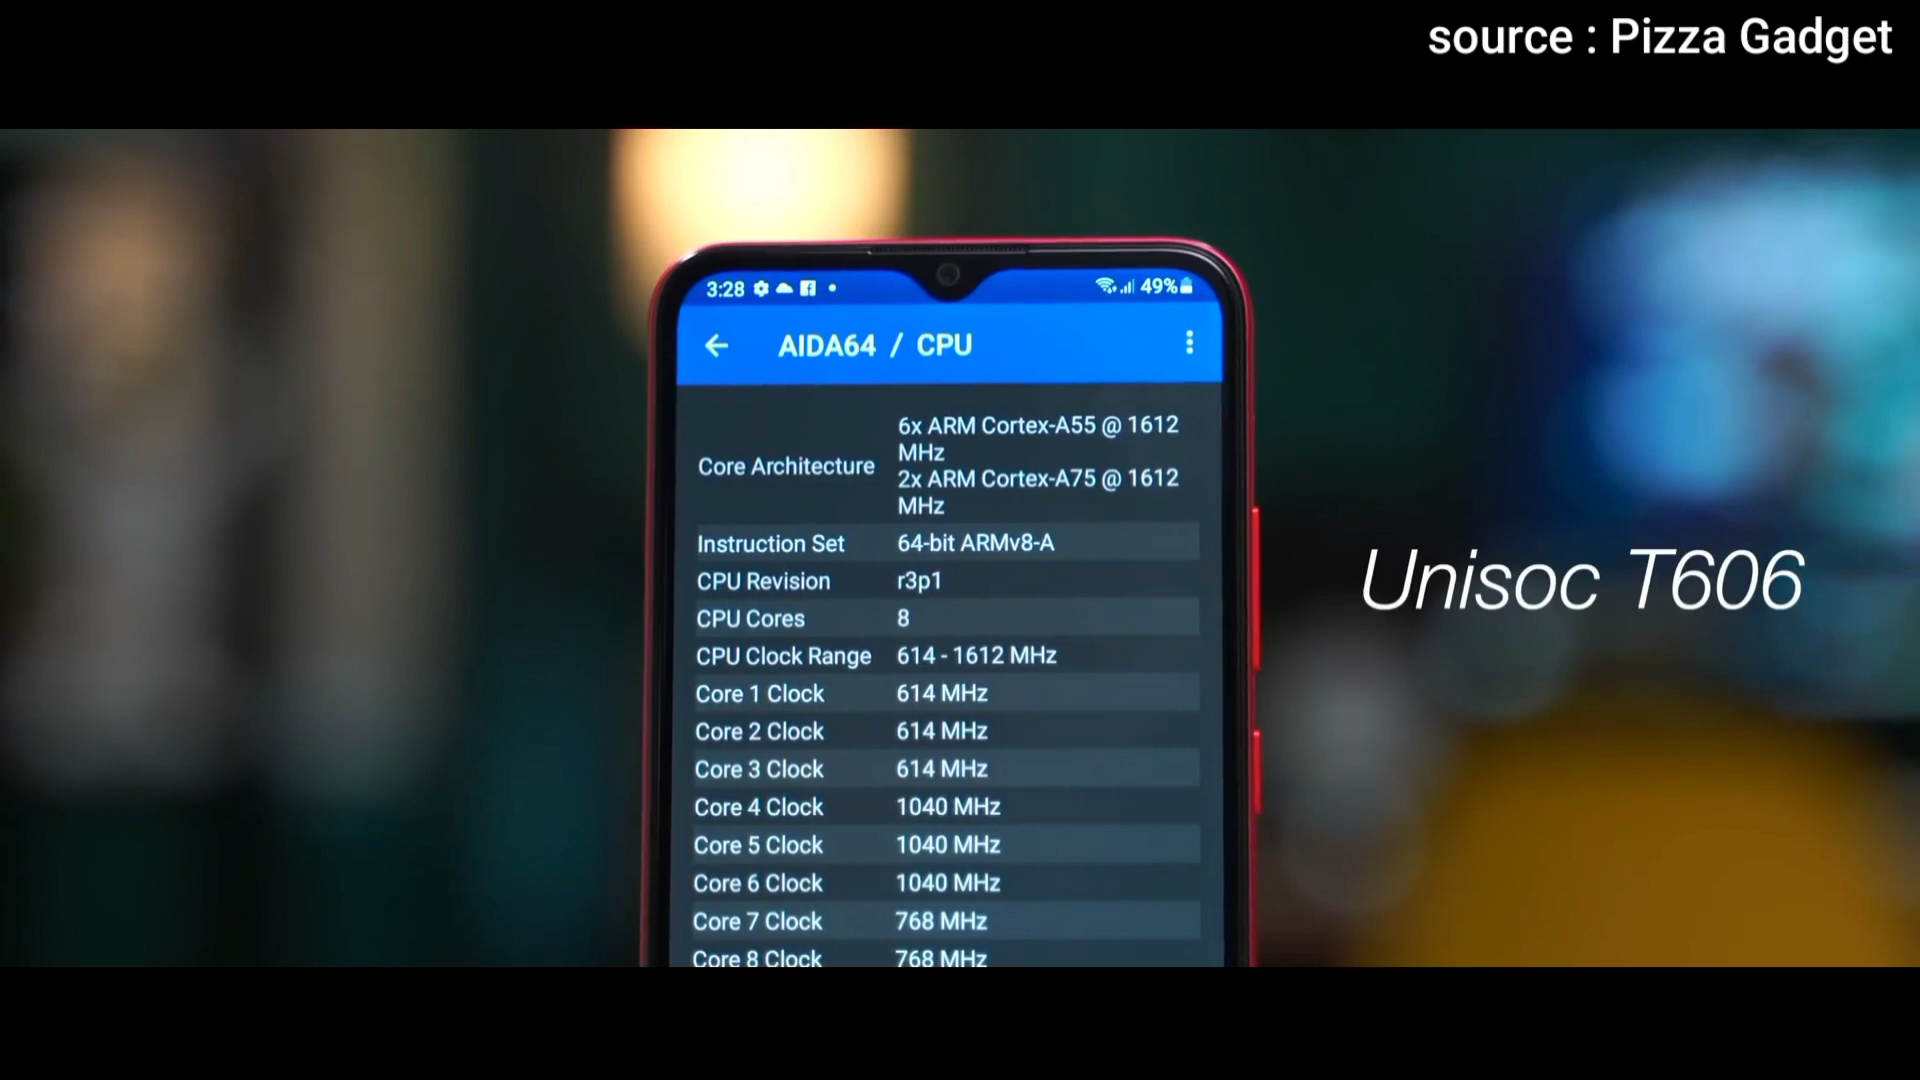 source : Pizza Gadget
3:28
49%
AIDA64 / CPU
Core Architecture
6x ARM Cortex-A55 @ 1612
MHz
2x ARM Cortex-A75 @ 1612
MHz
Instruction Set 64-bit ARMv8-A
CPU Revision r3p1
CPU Cores 8
CPU Clock Range 614 - 1612 MHz
Core 1 Clock 614 MHz
Core 2 Clock 614 MHz
Core 3 Clock 614 MHz
Core 4 Clock 1040 MHz
Core 5 Clock 1040 MHz
Core 6 Clock 1040 MHz
Core 7 Clock 768 MHz
Core 8 Clock 768 MHz
Unisoc T606